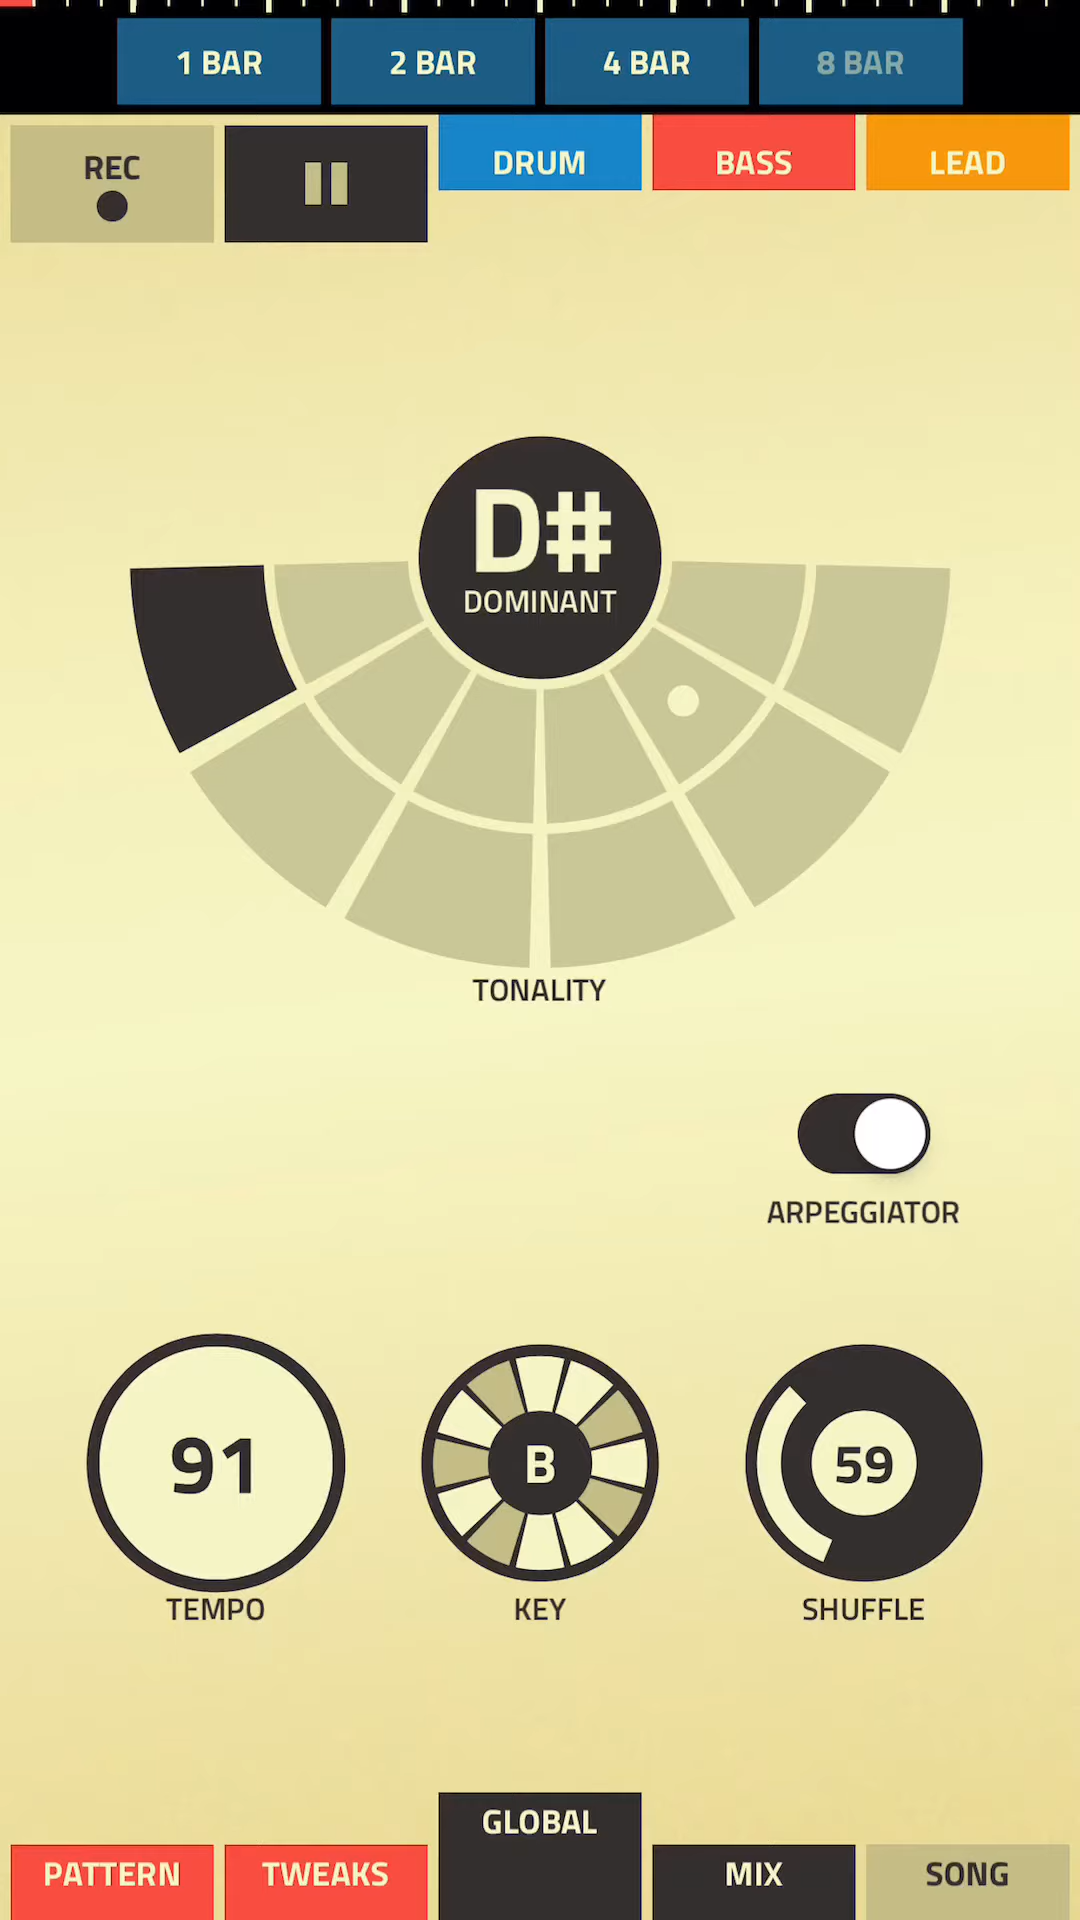 1 BAR
2 BAR
4 BAR
8 BAR
REC
DRUM
BASS
LEAD
D#
DOMINANT
TONALITY
ARPEGGIATOR
91
B
59
TEMPO
KEY
SHUFFLE
GLOBAL
PATTERN
TWEAKS
MIX
SONG